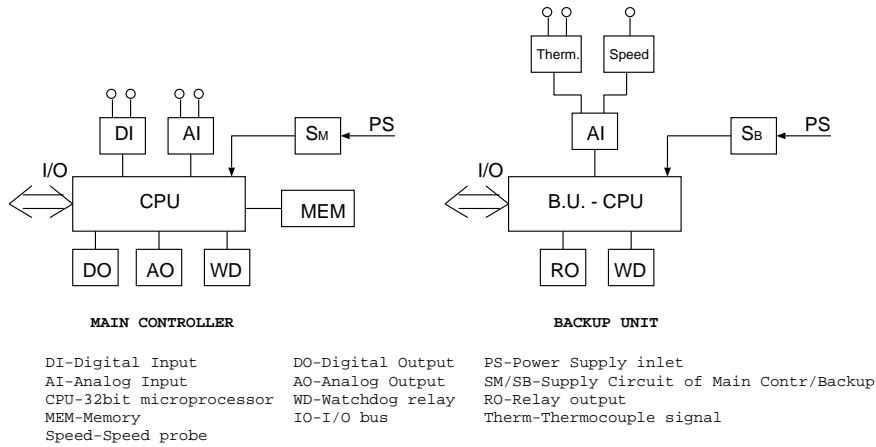 Therm.
Speed
DI
AI
SM
PS
AI
SB
PS
I/O
CPU
MEM
I/O
B.U. - CPU
DO
AO
WD
RO
WD
MAIN CONTROLLER
BACKUP UNIT
DI-Digital Input DO-Digital Output PS-Power Supply inlet
AI-Analog Input AO-Analog Output SM/SB-Supply Circuit of Main Contr/Backup
CPU-32bit microprocessor WD-Watchdog relay RO-Relay output
MEM-Memory IO-I/O bus Therm-Thermocouple signal
Speed-Speed probe